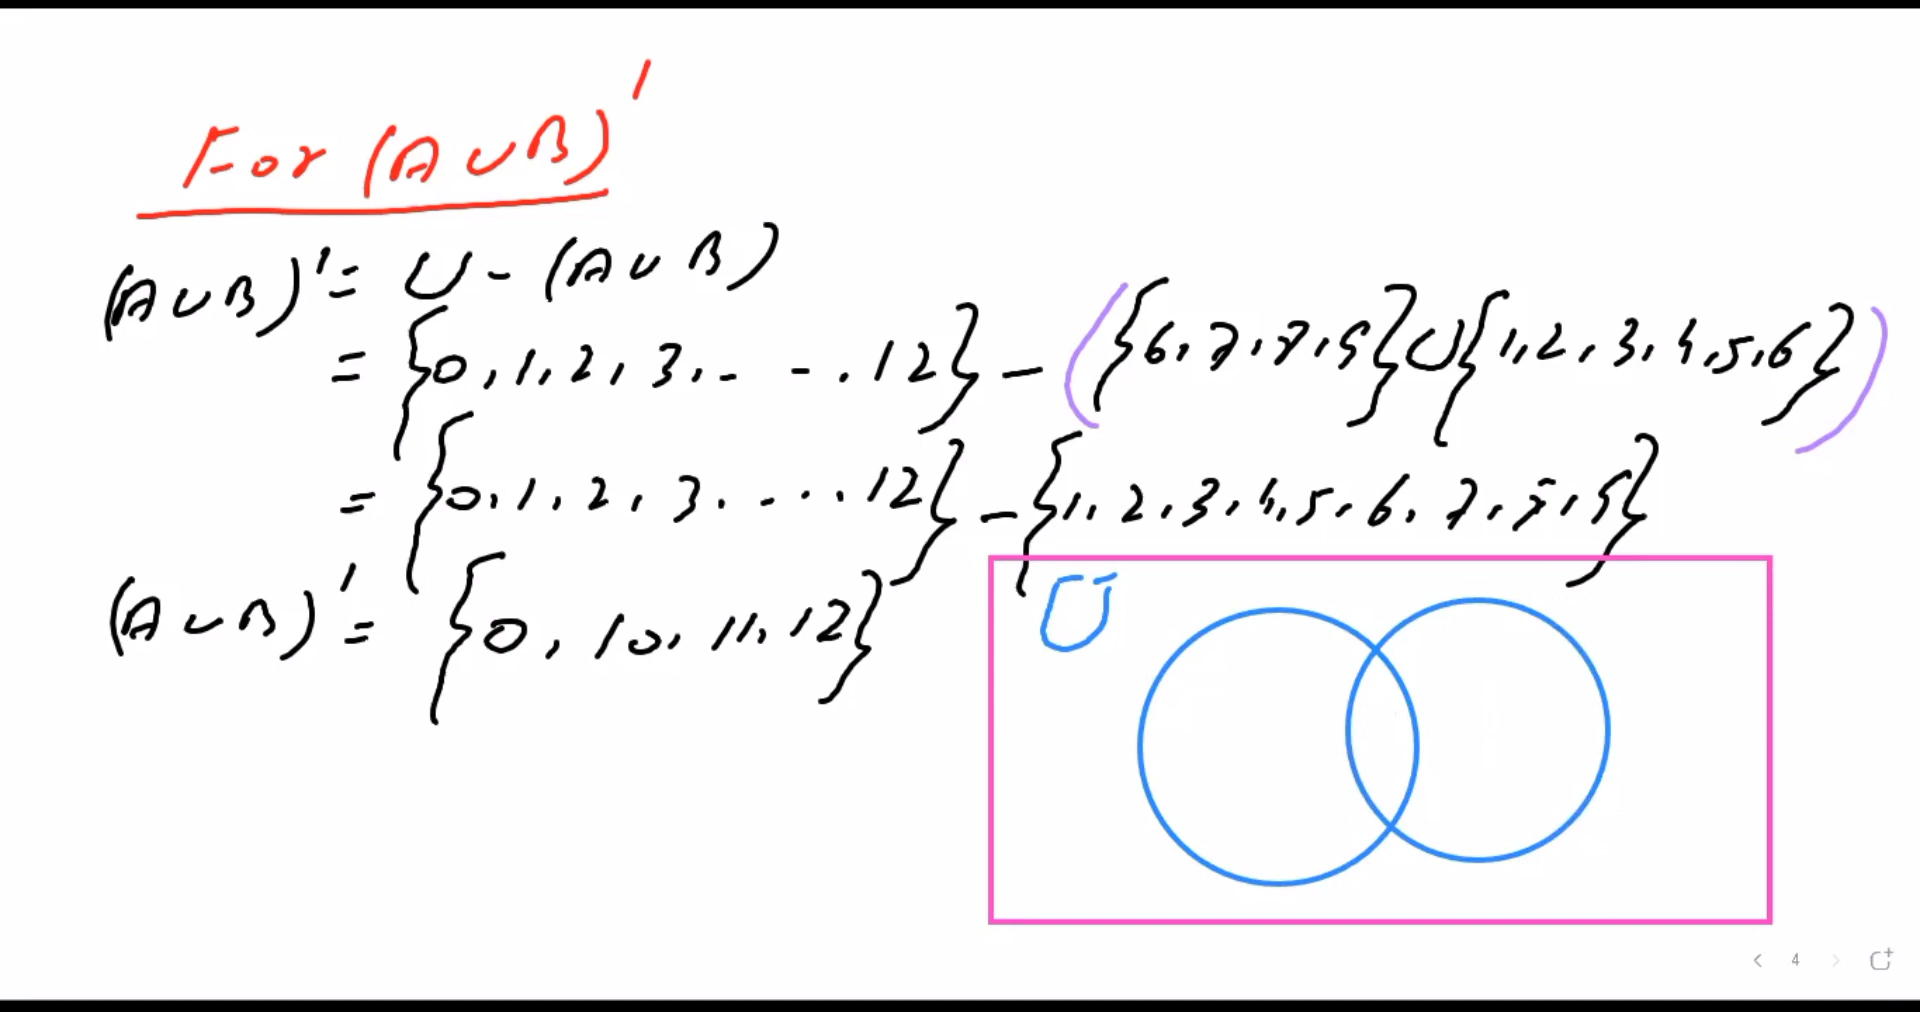 For (A ∪ B)'
(A ∪ B)' = U - (A ∪ B)
= {0, 1, 2, 3, - - . 12} - ({6, 7, 8, 9} ∪ {1, 2, 3, 4, 5, 6})
= {0, 1, 2, 3, - . . . 12} - {1, 2, 3, 4, 5, 6, 7, 8, 9}
(A ∪ B)' = {0, 10, 11, 12}
U
4